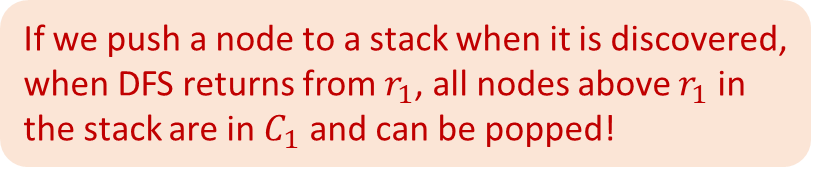 If we push a node to a stack when it is discovered,
when DFS returns from r₁, all nodes above r₁ in
the stack are in C₁ and can be popped!